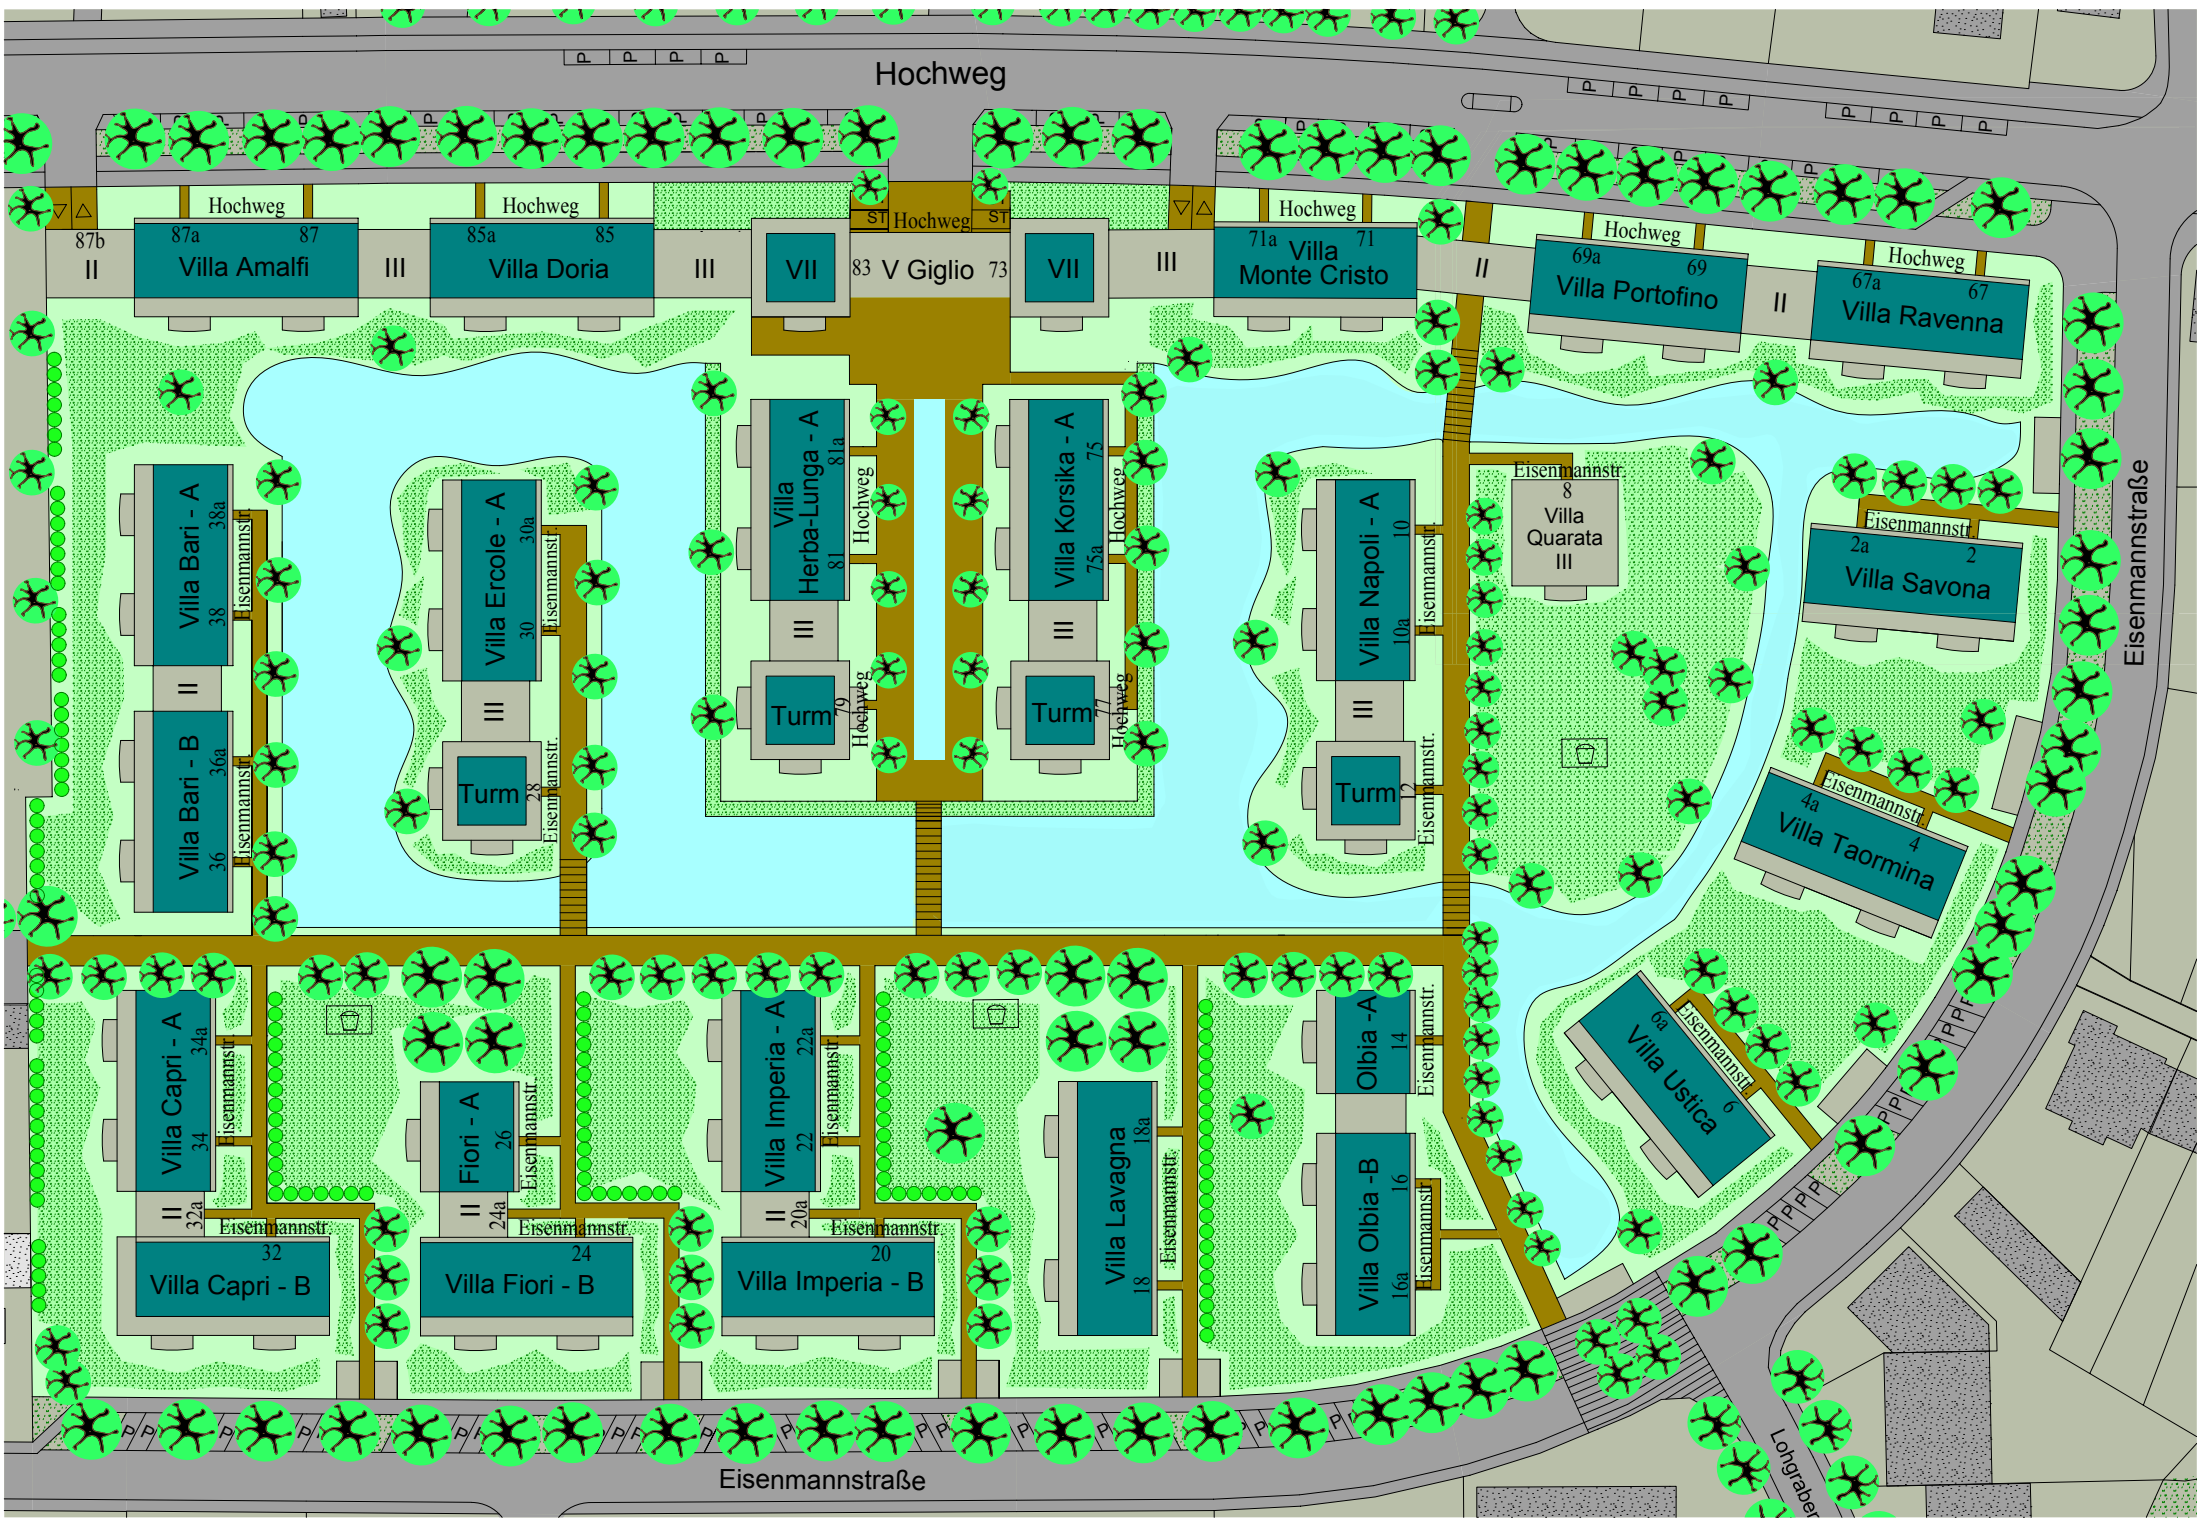 P P P P
Hochweg
P P P P
P P P P
Hochweg
Hochweg
ST
Hochweg
ST
Hochweg
Hochweg
Hochweg
87b
II
87a
87
Villa Amalfi
III
85a
85
Villa Doria
III
VII
83
V Giglio
73
VII
III
71a
71
Villa
Monte Cristo
II
69a
69
Villa Portofino
II
67a
67
Villa Ravenna
Villa Bari - A
38a
38
Eisenmannstr.
II
Villa Bari - B
36a
36
Eisenmannstr.
Villa Ercole - A
30a
30
Eisenmannstr.
III
Turm
28
Eisenmannstr.
Villa
Herba-Lunga - A
81a
81
Hochweg
III
Turm
79
Hochweg
Villa Korsika - A
75
75a
Hochweg
III
Turm
77
Hochweg
Villa Napoli - A
10
10a
Eisenmannstr.
III
Turm
12
Eisenmannstr.
Eisenmannstr.
8
Villa
Quarata
III
Eisenmannstr.
2a
2
Villa Savona
Eisenmannstraße
Eisenmannstr.
4a
4
Villa Taormina
Eisenmannstr.
6a
6
Villa Ustica
Villa Capri - A
34a
34
Eisenmannstr.
II
32a
Eisenmannstr.
32
Villa Capri - B
Fiori - A
26
Eisenmannstr.
II
24a
Eisenmannstr.
24
Villa Fiori - B
Villa Imperia - A
22a
22
Eisenmannstr.
II
20a
Eisenmannstr.
20
Villa Imperia - B
Villa Lavagna
18a
18
Eisenmannstr.
Olbia -A
14
Eisenmannstr.
Villa Olbia -B
16
16a
Eisenmannstr.
P P P
P P P P
P P P P
Eisenmannstraße
Lohgraben